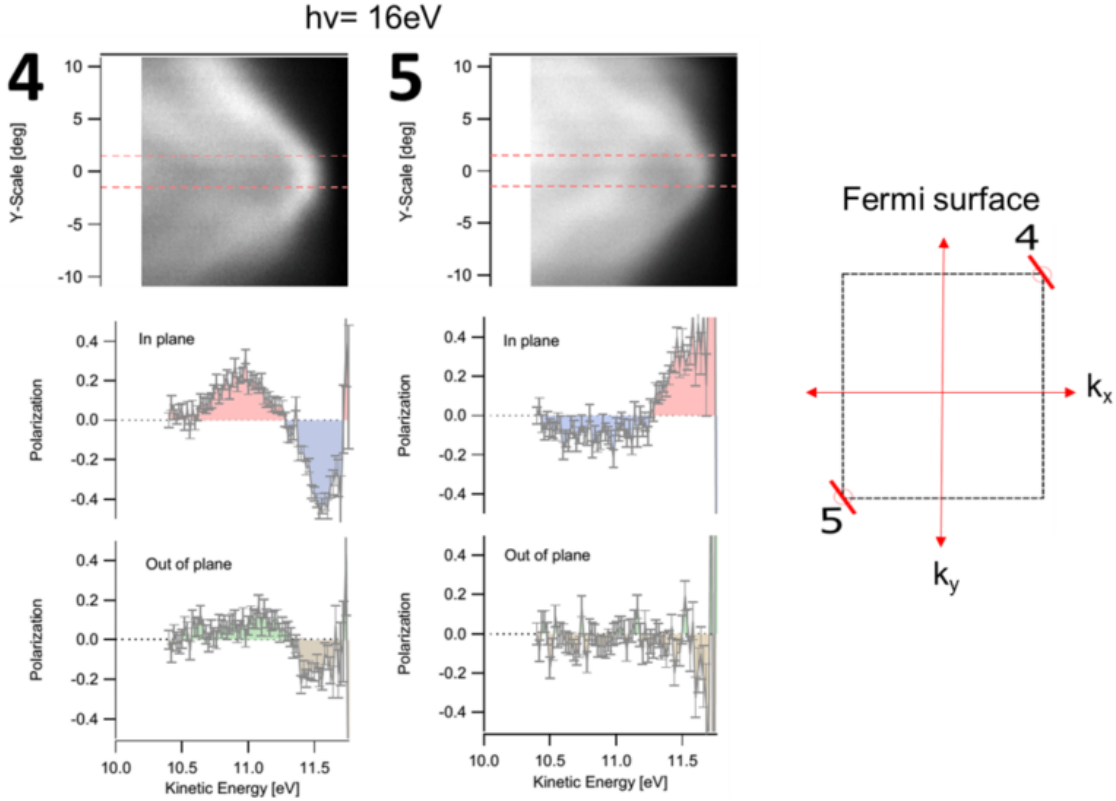 hν= 16eV
4
10
5
0
-5
-10
Y-Scale [deg]
5
10
5
0
-5
-10
Y-Scale [deg]
In plane
0.4
0.2
0.0
-0.2
-0.4
Polarization
In plane
0.4
0.2
0.0
-0.2
-0.4
Polarization
Out of plane
0.4
0.2
0.0
-0.2
-0.4
Polarization
10.0 10.5 11.0 11.5
Kinetic Energy [eV]
Out of plane
0.4
0.2
0.0
-0.2
-0.4
Polarization
10.0 10.5 11.0 11.5
Kinetic Energy [eV]
Fermi surface
4
kx
5
ky